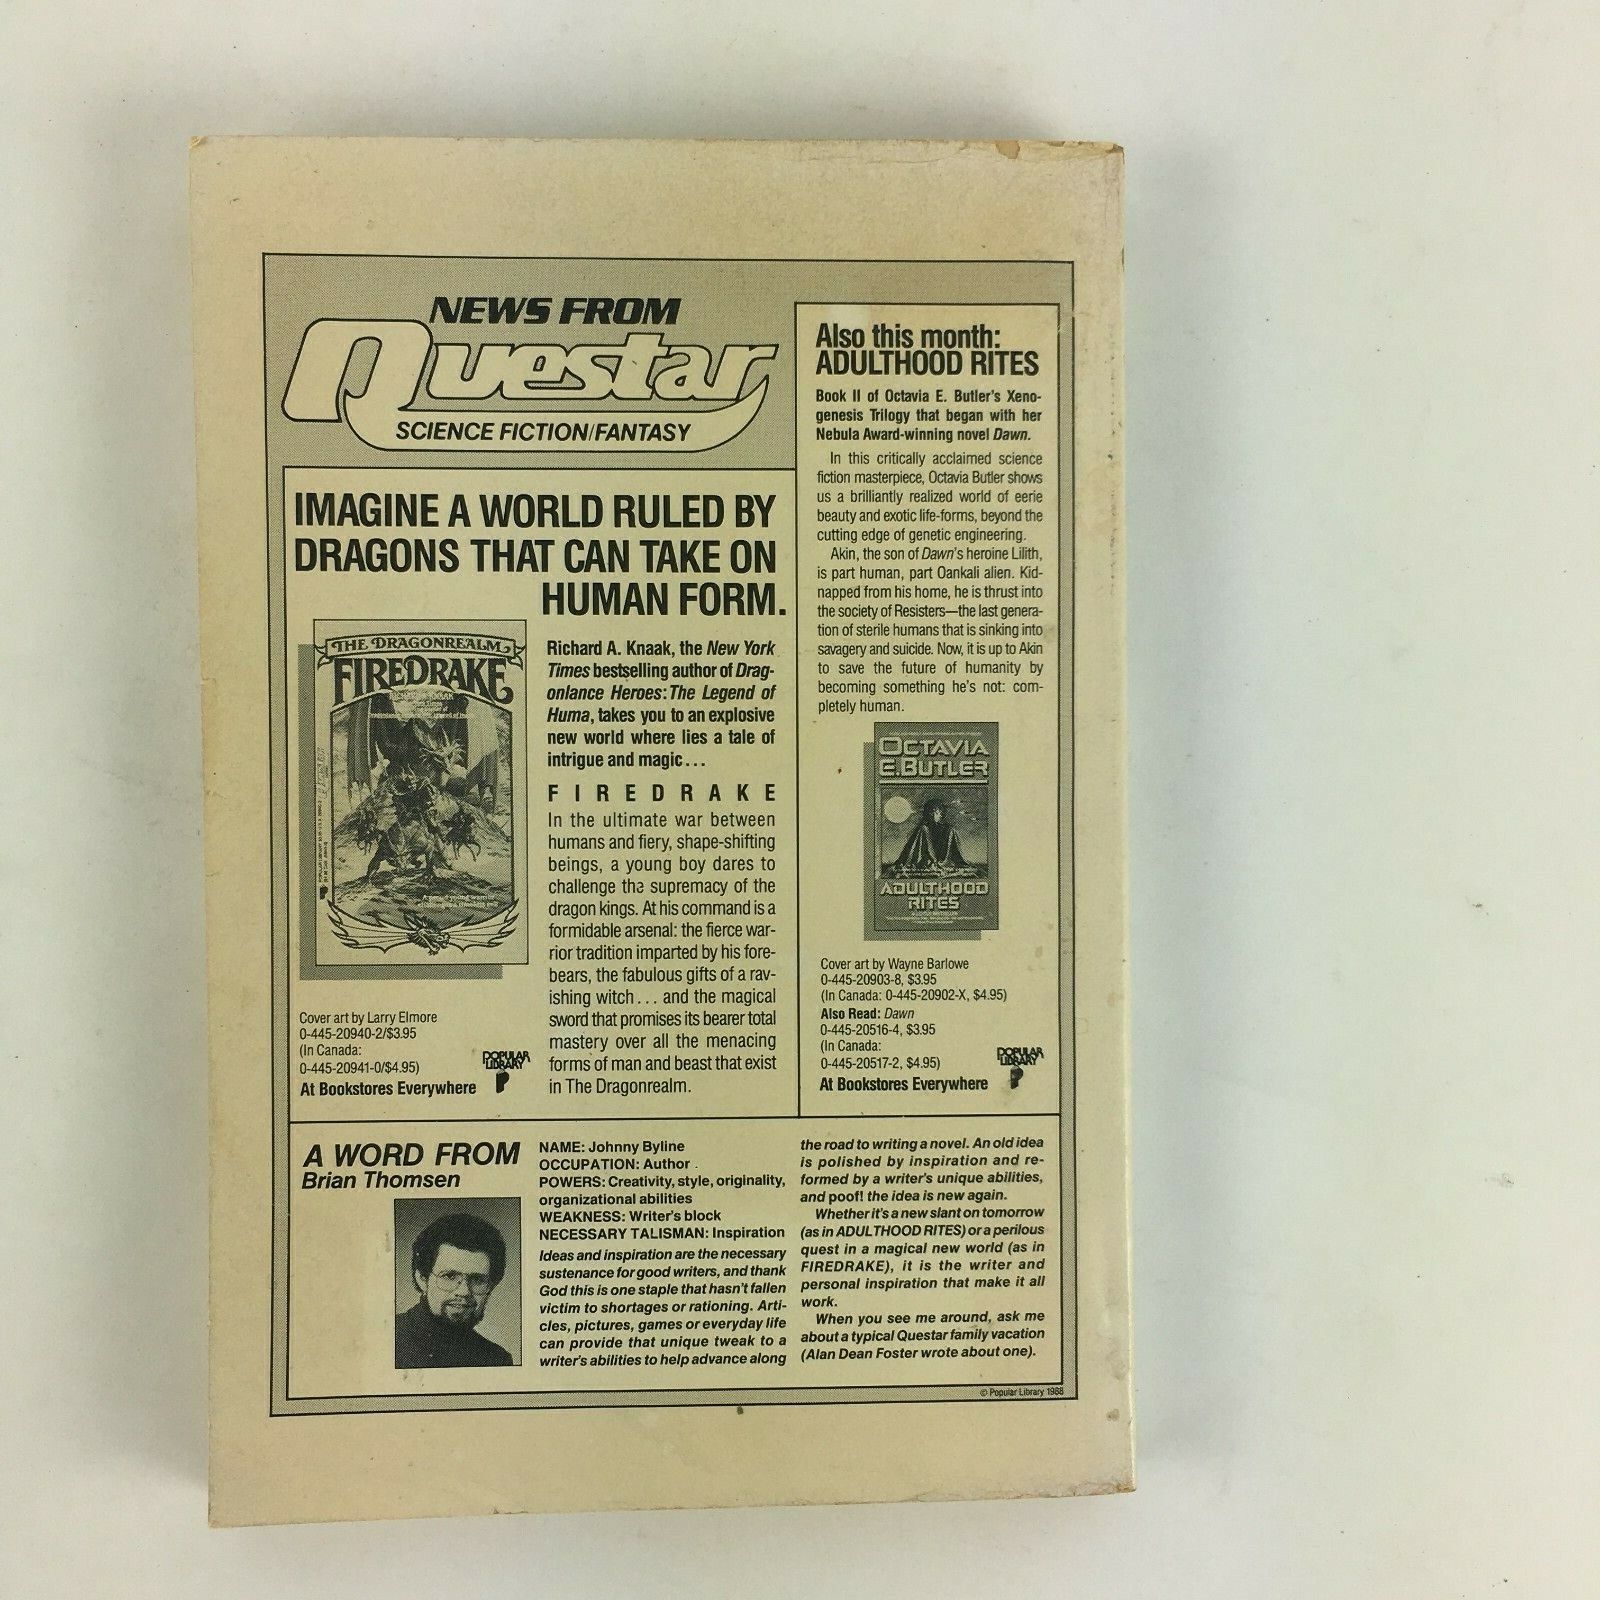 NEWS FROM
Questar
SCIENCE FICTION/FANTASY
IMAGINE A WORLD RULED BY
DRAGONS THAT CAN TAKE ON
HUMAN FORM.
THE DRAGONREALM
FIREDRAKE
Richard A. Knaak, the New York
Times bestselling author of Drag-
onlance Heroes: The Legend of
Huma, takes you to an explosive
new world where lies a tale of
intrigue and magic...
FIREDRAKE
In the ultimate war between
humans and fiery, shape-shifting
beings, a young boy dares to
challenge the supremacy of the
dragon kings. At his command is a
formidable arsenal: the fierce war-
rior tradition imparted by his fore-
bears, the fabulous gifts of a rav-
ishing witch... and the magical
sword that promises its bearer total
mastery over all the menacing
forms of man and beast that exist
in The Dragonrealm.
Cover art by Larry Elmore
0-445-20940-2/$3.95
(In Canada:
0-445-20941-0/$4.95)
At Bookstores Everywhere
POPULAR
LIBRARY
Also this month:
ADULTHOOD RITES
Book II of Octavia E. Butler's Xeno-
genesis Trilogy that began with her
Nebula Award-winning novel Dawn.
In this critically acclaimed science
fiction masterpiece, Octavia Butler shows
us a brilliantly realized world of eerie
beauty and exotic life-forms, beyond the
cutting edge of genetic engineering.
Akin, the son of Dawn's heroine Lilith,
is part human, part Oankali alien. Kid-
napped from his home, he is thrust into
the society of Resisters—the last genera-
tion of sterile humans that is sinking into
savagery and suicide. Now, it is up to Akin
to save the future of humanity by
becoming something he's not: com-
pletely human.
OCTAVIA
E. BUTLER
ADULTHOOD
RITES
Cover art by Wayne Barlowe
0-445-20903-8, $3.95
(In Canada: 0-445-20902-X, $4.95)
Also Read: Dawn
0-445-20516-4, $3.95
(In Canada:
0-445-20517-2, $4.95)
At Bookstores Everywhere
POPULAR
LIBRARY
A WORD FROM
Brian Thomsen
NAME: Johnny Byline
OCCUPATION: Author
POWERS: Creativity, style, originality,
organizational abilities
WEAKNESS: Writer's block
NECESSARY TALISMAN: Inspiration
Ideas and inspiration are the necessary
sustenance for good writers, and thank
God this is one staple that hasn't fallen
victim to shortages or rationing. Arti-
cles, pictures, games or everyday life
can provide that unique tweak to a
writer's abilities to help advance along
the road to writing a novel. An old idea
is polished by inspiration and re-
formed by a writer's unique abilities,
and poof! the idea is new again.
Whether it's a new slant on tomorrow
(as in ADULTHOOD RITES) or a perilous
quest in a magical new world (as in
FIREDRAKE), it is the writer and
personal inspiration that make it all
work.
When you see me around, ask me
about a typical Questar family vacation
(Alan Dean Foster wrote about one).
© Popular Library 1988